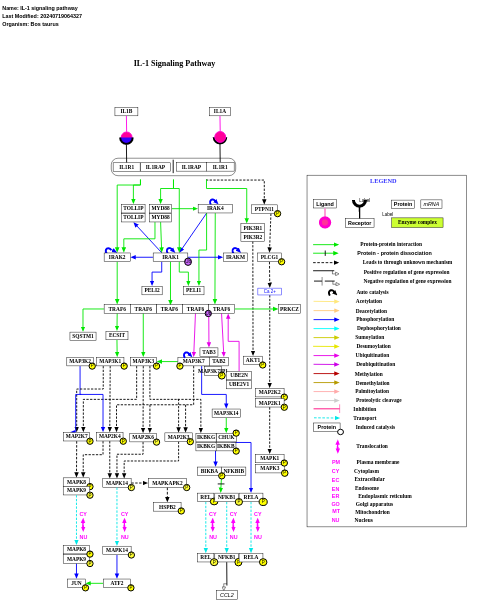 Name: IL-1 signaling pathway
Last Modified: 20240719064327
Organism: Bos taurus
IL-1 Signaling Pathway
IL1B
IL1A
IL1R1
IL1RAP
IL1RAP
IL1R1
TOLLIP
MYD88
IRAK4
PTPN11
P
TOLLIP
MYD88
PIK3R1
PIK3R2
IRAK2
IRAK1
IRAKM
PLCG1
PELI2
PELI1
Ca 2+
TRAF6
TRAF6
TRAF6
TRAF6
TRAF6
PRKCZ
SQSTM1
ECSIT
TAB3
MAP3K2
MAP3K1
MAP3K3
MAP3K7
TAB2
AKT1
UBE2N
UBE2V1
MAP2K2
MAP2K1
MAP3K14
MAP2K7
MAP2K4
MAP2K6
MAP2K3
IKBKG
CHUK
IKBKG
IKBKB
MAPK1
MAPK3
IKBKA
NFKBIB
MAPK8
MAPK9
MAPK14
MAPKAPK2
HSPB2
REL
NFKB1
RELA
CY
CY
CY
CY
CY
NU
NU
NU
NU
NU
MAPK8
MAPK9
MAPK14
REL
NFKB1
RELA
JUN
ATF2
CCL2
LEGEND
Ligand
Label
Receptor
Protein
mRNA
Label
Enzyme complex
Protein-protein interaction
Protein - protein dissociation
Leads to through unknown mechanism
Positive regulation of gene expression
Negative regulation of gene expression
Auto catalysis
Acetylation
Deacetylation
Phosphorylation
Dephosphorylation
Sumoylation
Desumoylation
Ubiquitination
Deubiquitination
Methylation
Demethylation
Palmitoylation
Proteolytic cleavage
Inhibition
Transport
Protein
Induced catalysis
Translocation
PM Plasma membrane
CY Cytoplasm
EC Extracellular
EN Endosome
ER Endoplasmic reticulum
GO Golgi apparatus
MT Mitochondrion
NU Nucleus